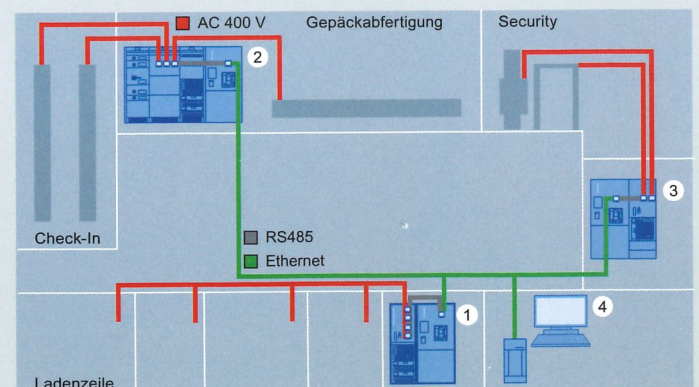 AC 400 V
Gepäckabfertigung
Security
2
3
Check-In
RS485
Ethernet
1
4
Ladenzeile